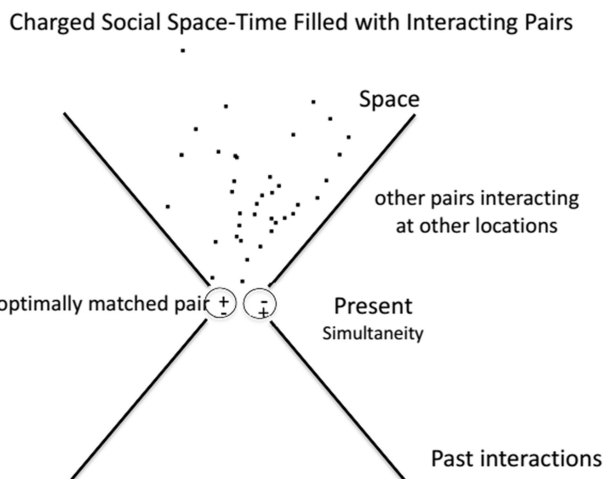 Charged Social Space-Time Filled with Interacting Pairs
Space
other pairs interacting
at other locations
optimally matched pair
+ -
- +
Present
Simultaneity
Past interactions